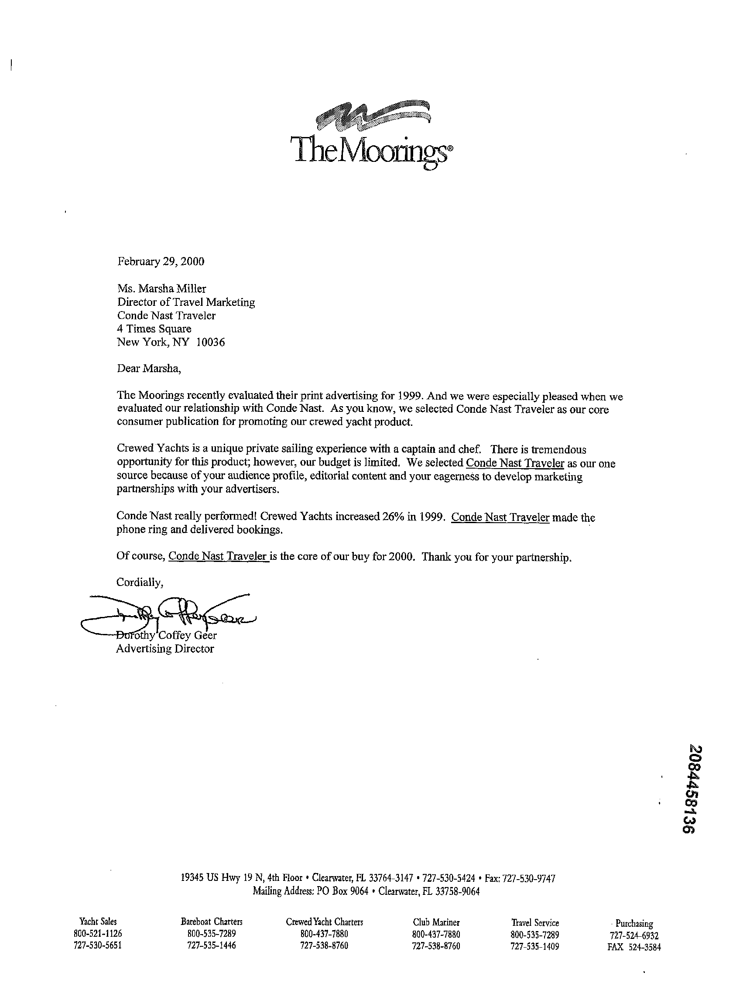 The Moorings®
February 29, 2000
Ms. Marsha Miller
Director of Travel Marketing
Conde Nast Traveler
4 Times Square
New York, NY 10036
Dear Marsha,
The Moorings recently evaluated their print advertising for 1999. And we were especially pleased when we
evaluated our relationship with Conde Nast. As you know, we selected Conde Nast Traveler as our core
consumer publication for promoting our crewed yacht product.
Crewed Yachts is a unique private sailing experience with a captain and chef. There is tremendous
opportunity for this product; however, our budget is limited. We selected Conde Nast Traveler as our one
source because of your audience profile, editorial content and your eagerness to develop marketing
partnerships with your advertisers.
Conde Nast really performed! Crewed Yachts increased 26% in 1999. Conde Nast Traveler made the
phone ring and delivered bookings.
Of course, Conde Nast Traveler is the core of our buy for 2000. Thank you for your partnership.
Cordially,
Dorothy Coffey Geer
Advertising Director
2084458136
19345 US Hwy 19 N, 4th Floor • Clearwater, FL 33764-3147 • 727-530-5424 • Fax: 727-530-9747
Mailing Address: PO Box 9064 • Clearwater, FL 33758-9064
Yacht Sales Bareboat Charters Crewed Yacht Charters Club Mariner Travel Service Purchasing
800-521-1126 800-535-7289 800-437-7880 800-437-7880 800-535-7289 727-524-6932
727-530-5651 727-535-1446 727-538-8760 727-538-8760 727-535-1409 FAX 524-3584